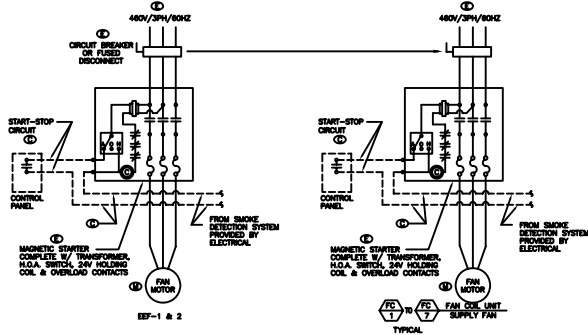 E
460V/3PH/60HZ
E
CIRCUIT BREAKER
OR FUSED
DISCONNECT
START-STOP
CIRCUIT
C
C
CONTROL
PANEL
C
FROM SMOKE
DETECTION SYSTEM
PROVIDED BY
ELECTRICAL
E
MAGNETIC STARTER
COMPLETE W/ TRANSFORMER,
H.O.A. SWITCH, 24V HOLDING
COIL & OVERLOAD CONTACTS
M
FAN
MOTOR
EEF-1 & 2
E
460V/3PH/60HZ
START-STOP
CIRCUIT
C
C
CONTROL
PANEL
C
FROM SMOKE
DETECTION SYSTEM
PROVIDED BY
ELECTRICAL
E
MAGNETIC STARTER
COMPLETE W/ TRANSFORMER,
H.O.A. SWITCH, 24V HOLDING
COIL & OVERLOAD CONTACTS
M
FAN
MOTOR
FC 1 TO FC 7 FAN COIL UNIT
SUPPLY FAN
TYPICAL